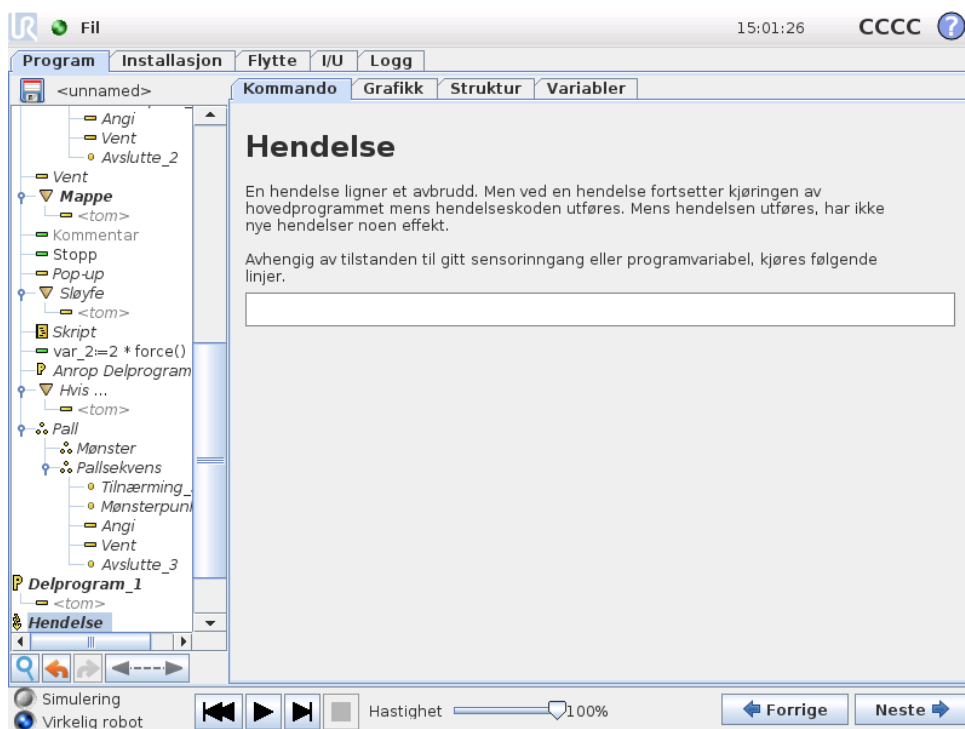 UR Fil 15:01:26 CCCC ?
Program Installasjon Flytte I/U Logg
<unnamed>
Kommando Grafikk Struktur Variabler
Angi
Vent
Avslutte_2
Vent
Mappe
<tom>
Kommentar
Stopp
Pop-up
Sløyfe
<tom>
Skript
var_2:=2 * force()
Anrop Delprogram
Hvis ...
<tom>
Pall
Mønster
Pallsekvens
Tilnærming_
Mønsterpun
Angi
Vent
Avslutte_3
P Delprogram_1
<tom>
Hendelse
Hendelse
En hendelse ligner et avbrudd. Men ved en hendelse fortsetter kjøringen av
hovedprogrammet mens hendelseskoden utføres. Mens hendelsen utføres, har ikke
nye hendelser noen effekt.
Avhengig av tilstanden til gitt sensorinngang eller programvariabel, kjøres følgende
linjer.
Simulering
Virkelig robot
Hastighet 100%
Forrige Neste